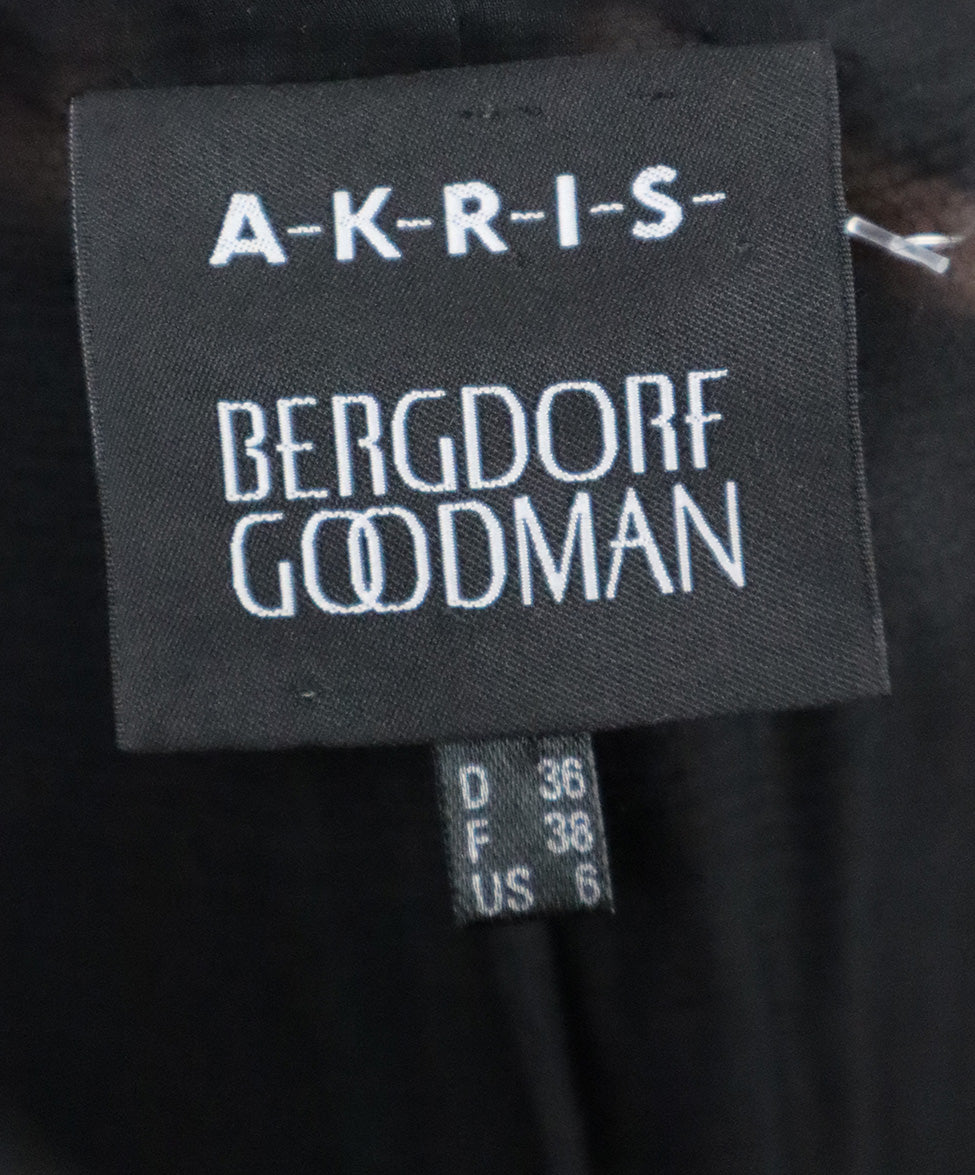 A-K-R-I-S-
BERGDORF
GOODMAN
D 36
F 38
US 6